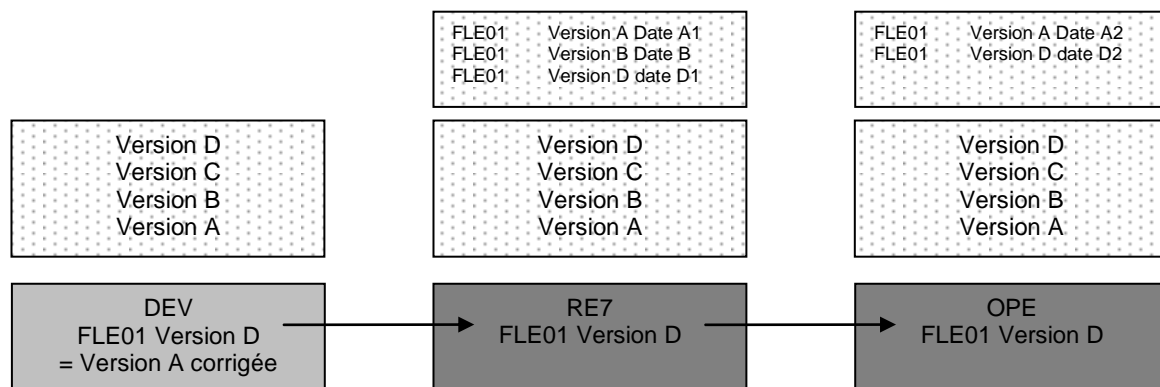 FLE01 Version A Date A1
FLE01 Version B Date B
FLE01 Version D date D1
FLE01 Version A Date A2
FLE01 Version D date D2
Version D
Version C
Version B
Version A
Version D
Version C
Version B
Version A
Version D
Version C
Version B
Version A
DEV
FLE01 Version D
= Version A corrigée
RE7
FLE01 Version D
OPE
FLE01 Version D